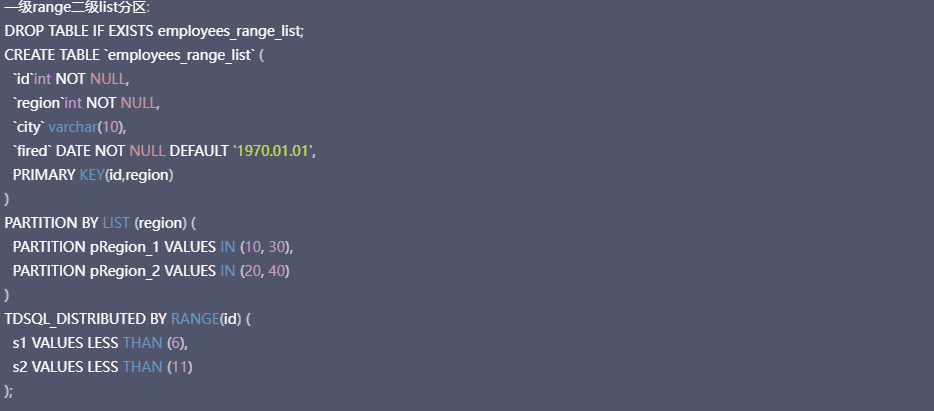 一级range二级list分区:
DROP TABLE IF EXISTS employees_range_list;
CREATE TABLE `employees_range_list` (
`id`int NOT NULL,
`region`int NOT NULL,
`city` varchar(10),
`fired` DATE NOT NULL DEFAULT '1970.01.01',
PRIMARY KEY(id,region)
)
PARTITION BY LIST (region) (
PARTITION pRegion_1 VALUES IN (10, 30),
PARTITION pRegion_2 VALUES IN (20, 40)
)
TDSQL_DISTRIBUTED BY RANGE(id) (
s1 VALUES LESS THAN (6),
s2 VALUES LESS THAN (11)
);